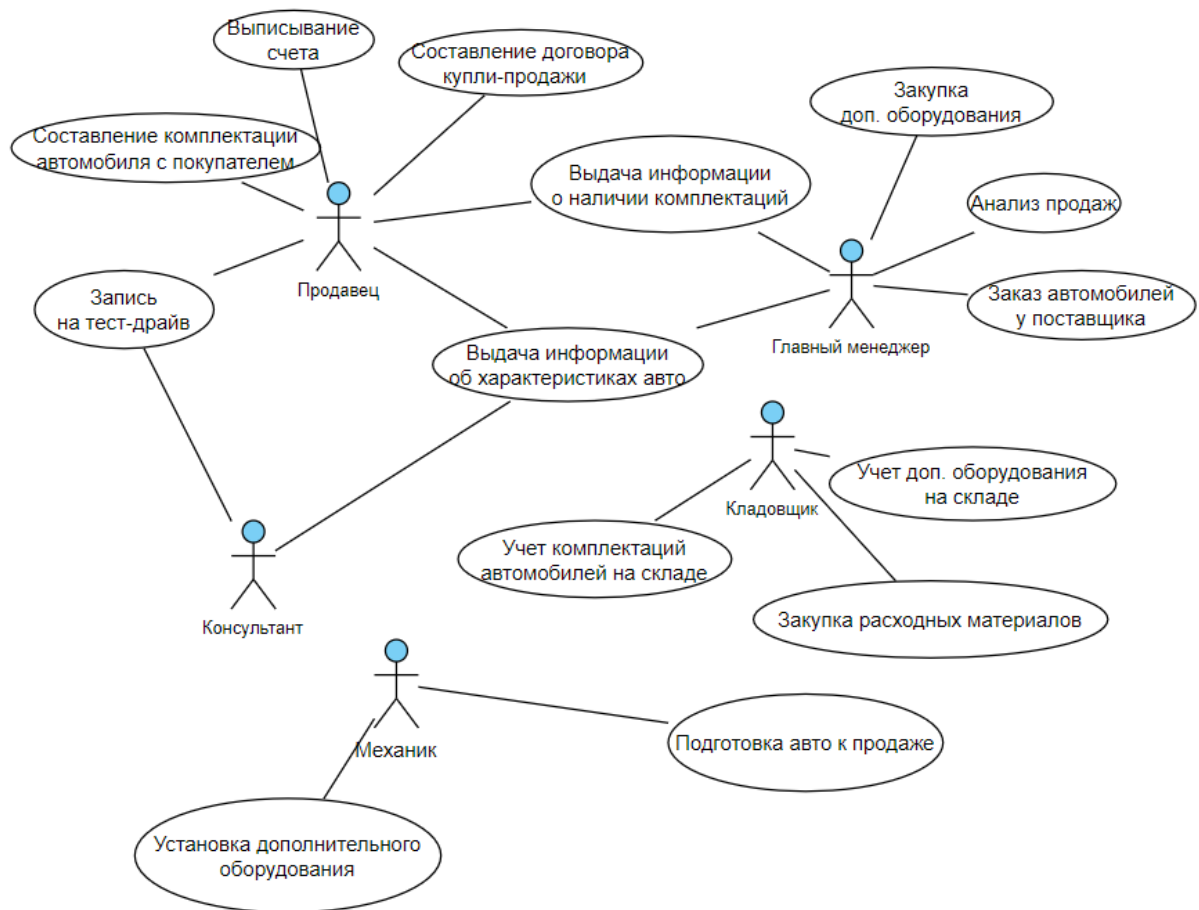 Выписывание
счета
Составление договора
купли-продажи
Закупка
доп. оборудования
Составление комплектации
автомобиля с покупателем
Выдача информации
о наличии комплектаций
Анализ продаж
Продавец
Запись
на тест-драйв
Заказ автомобилей
у поставщика
Главный менеджер
Выдача информации
об характеристиках авто
Учет доп. оборудования
на складе
Кладовщик
Учет комплектаций
автомобилей на складе
Консультант
Закупка расходных материалов
Механик
Подготовка авто к продаже
Установка дополнительного
оборудования